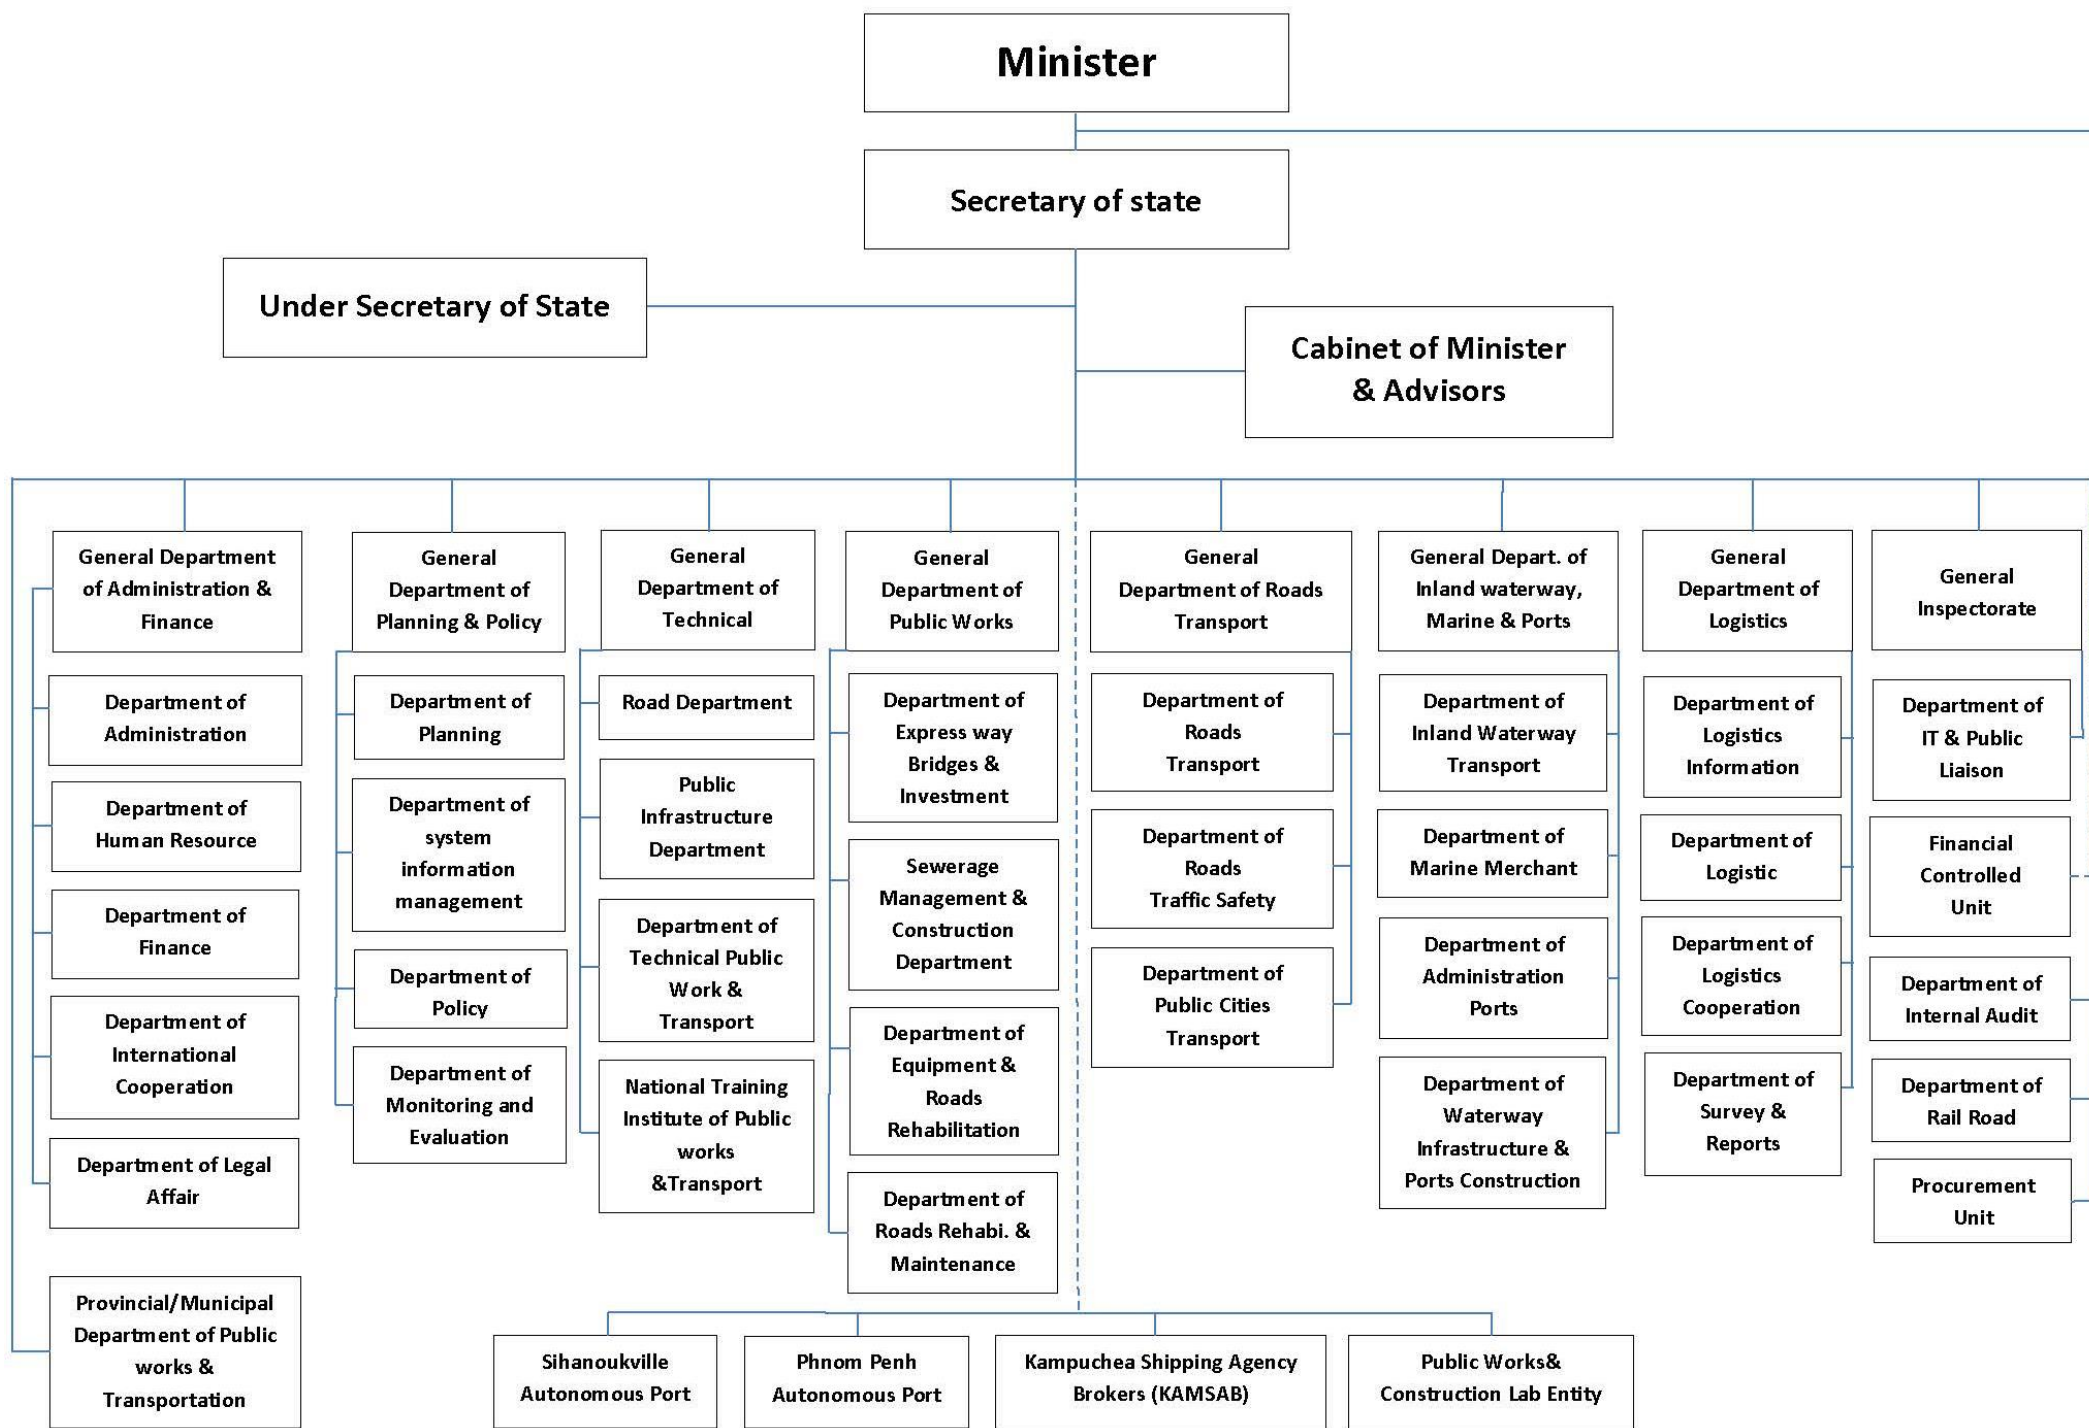 Minister
Secretary of state
Under Secretary of State
Cabinet of Minister
& Advisors
General Department
of Administration &
Finance
Department of
Administration
Department of
Human Resource
Department of
Finance
Department of
International
Cooperation
Department of Legal
Affair
Provincial/Municipal
Department of Public
works &
Transportation
General
Department of
Planning & Policy
Department of
Planning
Department of
system
information
management
Department of
Policy
Department of
Monitoring and
Evaluation
General
Department of
Technical
Road Department
Public
Infrastructure
Department
Department of
Technical Public
Work &
Transport
National Training
Institute of Public
works
&Transport
General
Department of
Public Works
Department of
Express way
Bridges &
Investment
Sewerage
Management &
Construction
Department
Department of
Equipment &
Roads
Rehabilitation
Department of
Roads Rehabi. &
Maintenance
General
Department of Roads
Transport
Department of
Roads
Transport
Department of
Roads
Traffic Safety
Department of
Public Cities
Transport
General Depart. of
Inland waterway,
Marine & Ports
Department of
Inland Waterway
Transport
Department of
Marine Merchant
Department of
Administration
Ports
Department of
Waterway
Infrastructure &
Ports Construction
General
Department of
Logistics
Department of
Logistics
Information
Department of
Logistic
Department of
Logistics
Cooperation
Department of
Survey &
Reports
General
Inspectorate
Department of
IT & Public
Liaison
Financial
Controlled
Unit
Department of
Internal Audit
Department of
Rail Road
Procurement
Unit
Sihanoukville
Autonomous Port
Phnom Penh
Autonomous Port
Kampuchea Shipping Agency
Brokers (KAMSAB)
Public Works&
Construction Lab Entity